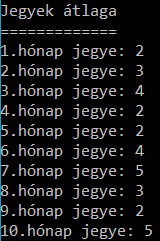 Jegyek átlaga
=============
1.hónap jegye: 2
2.hónap jegye: 3
3.hónap jegye: 4
4.hónap jegye: 2
5.hónap jegye: 2
6.hónap jegye: 4
7.hónap jegye: 5
8.hónap jegye: 3
9.hónap jegye: 2
10.hónap jegye: 5